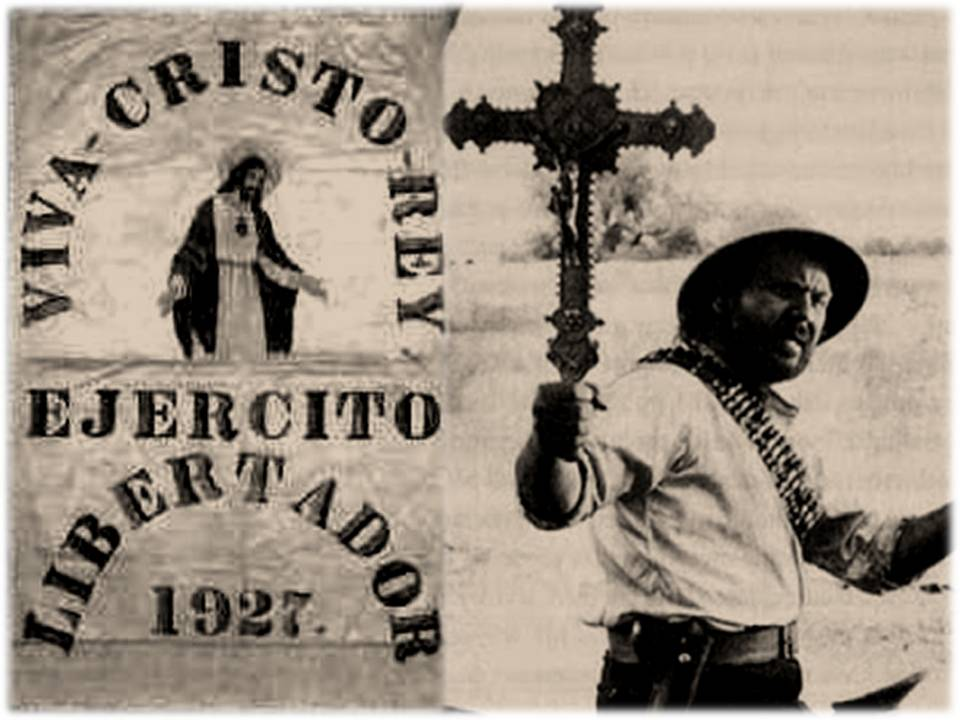 VIVA-CRISTO REY
EJERCITO
LIBERTADOR
1927.